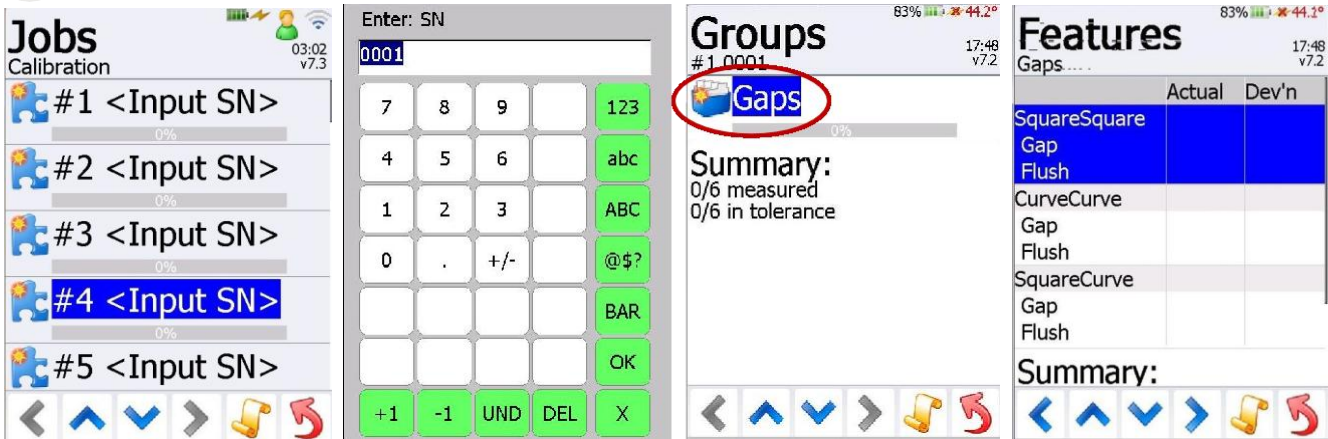 Jobs
03:02
Calibration
v7.3
#1 <Input SN>
0%
#2 <Input SN>
0%
#3 <Input SN>
0%
#4 <Input SN>
0%
#5 <Input SN>
Enter: SN
0001
7 8 9 123
4 5 6 abc
1 2 3 ABC
0 . +/- @$?
BAR
OK
+1 -1 UND DEL X
83% 44.2°
Groups
17:48
#1 0001
v7.2
Gaps
0%
Summary:
0/6 measured
0/6 in tolerance
83% 44.1°
Features
17:48
Gaps
v7.2
Actual Dev'n
SquareSquare
Gap
Flush
CurveCurve
Gap
Flush
SquareCurve
Gap
Flush
Summary: